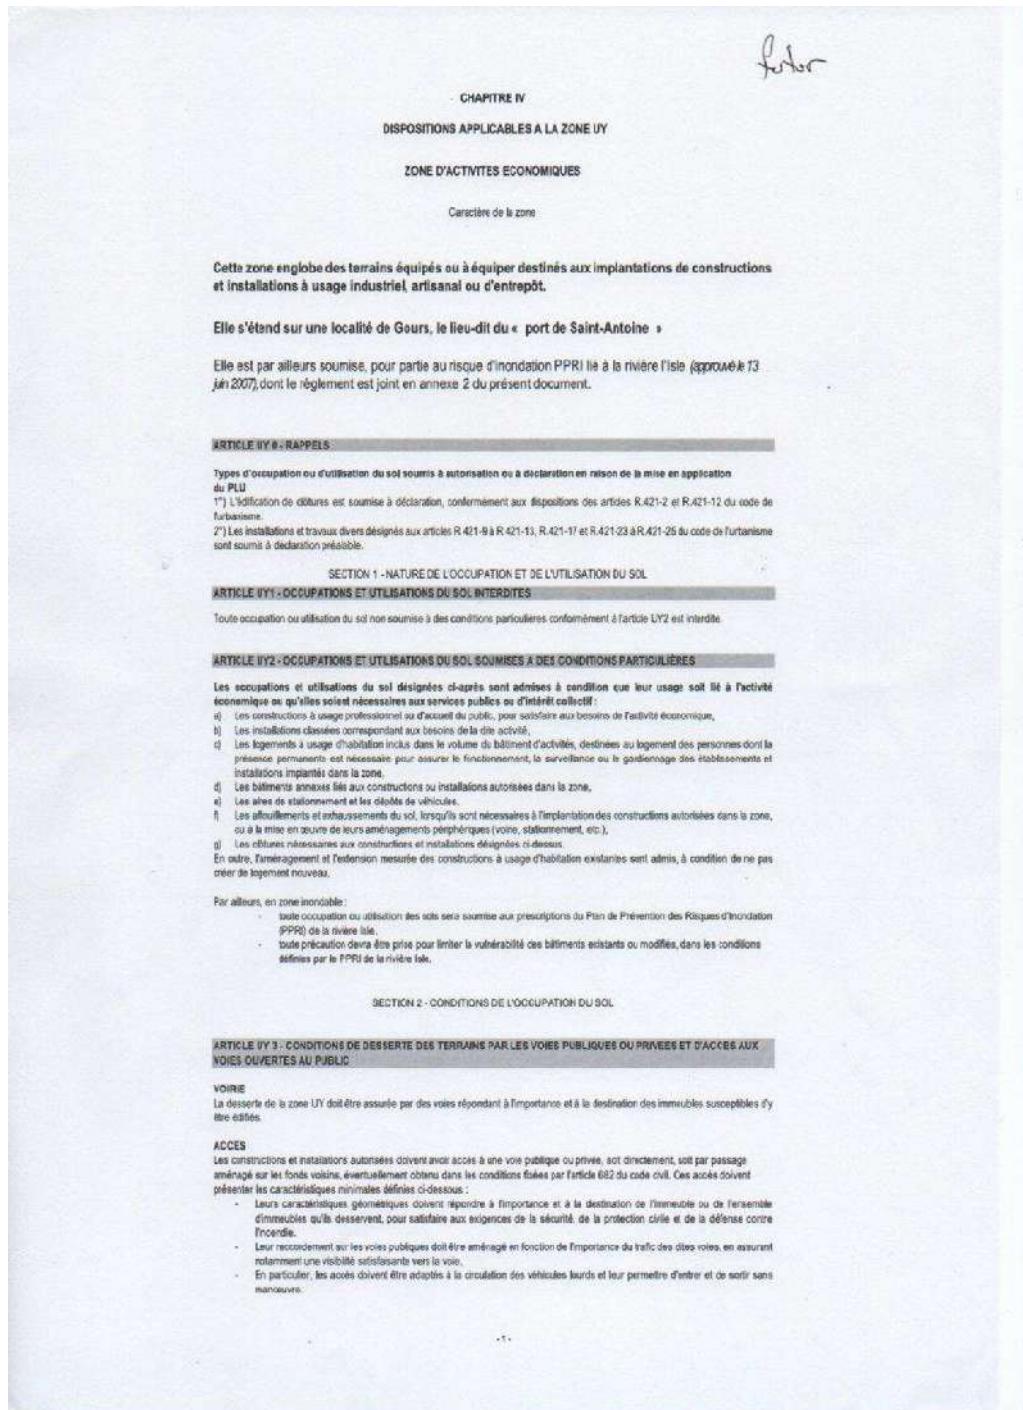 CHAPITRE IV
DISPOSITIONS APPLICABLES A LA ZONE UY
ZONE D'ACTIVITES ECONOMIQUES
Caractère de la zone
Cette zone englobe des terrains équipés ou à équiper destinés aux implantations de constructions
et installations à usage industriel, artisanal ou d'entrepôt.
Elle s'étend sur une localité de Gours, le lieu-dit du « port de Saint-Antoine »
Elle est par ailleurs soumise, pour partie au risque d'inondation PPRI lié à la rivière l'Isle (approuvé le 13
juin 2007), dont le règlement est joint en annexe 2 du présent document.
ARTICLE UY 0 - RAPPELS
Types d'occupation ou d'utilisation du sol soumis à autorisation ou à déclaration en raison de la mise en application
du PLU
1°) L'édification de clôtures est soumise à déclaration, conformément aux dispositions des articles R.421-2 et R.421-12 du code de
l'urbanisme.
2°) Les installations et travaux divers désignés aux articles R 421-9 à R 421-13, R.421-17 et R.421-23 à R.421-25 du code de l'urbanisme
sont soumis à déclaration préalable.
SECTION 1 - NATURE DE L'OCCUPATION ET DE L'UTILISATION DU SOL
ARTICLE UY1 - OCCUPATIONS ET UTLISATIONS DU SOL INTERDITES
Toute occupation ou utilisation du sol non soumise à des conditions particulières conformément à l'article UY2 est interdite.
ARTICLE UY2 - OCCUPATIONS ET UTLISATIONS DU SOL SOUMISES A DES CONDITIONS PARTICULIÈRES
Les occupations et utilisations du sol désignées ci-après sont admises à condition que leur usage soit lié à l'activité
économique ou qu'elles soient nécessaires aux services publics ou d'intérêt collectif :
a) Les constructions à usage professionnel ou d'accueil du public, pour satisfaire aux besoins de l'activité économique,
b) Les installations classées correspondant aux besoins de la dite activité,
c) Les logements à usage d'habitation inclus dans le volume du bâtiment d'activités, destinées au logement des personnes dont la
présence permanente est nécessaire pour assurer le fonctionnement, la surveillance ou le gardiennage des établissements et
installations implantés dans la zone,
d) Les bâtiments annexes liés aux constructions ou installations autorisées dans la zone,
e) Les aires de stationnement et les dépôts de véhicules.
f) Les affouillements et exhaussements du sol, lorsqu'ils sont nécessaires à l'implantation des constructions autorisées dans la zone,
ou à la mise en œuvre de leurs aménagements périphériques (voirie, stationnement, etc.),
g) Les clôtures nécessaires aux constructions et installations désignées ci-dessus.
En outre, l'aménagement et l'extension mesurée des constructions à usage d'habitation existantes sont admis, à condition de ne pas
créer de logement nouveau.
Par ailleurs, en zone inondable :
- toute occupation ou utilisation des sols sera soumise aux prescriptions du Plan de Prévention des Risques d'Inondation
(PPRI) de la rivière Isle.
- toute précaution devra être prise pour limiter la vulnérabilité des bâtiments existants ou modifiés, dans les conditions
définies par le PPRI de la rivière Isle.
SECTION 2 - CONDITIONS DE L'OCCUPATION DU SOL
ARTICLE UY 3 - CONDITIONS DE DESSERTE DES TERRAINS PAR LES VOIES PUBLIQUES OU PRIVEES ET D'ACCES AUX
VOIES OUVERTES AU PUBLIC
VOIRIE
La desserte de la zone UY doit être assurée par des voies répondant à l'importance et à la destination des immeubles susceptibles d'y
être édifiés.
ACCES
Les constructions et installations autorisées doivent avoir accès à une voie publique ou privée, soit directement, soit par passage
aménagé sur les fonds voisins, éventuellement obtenu dans les conditions fixées par l'article 682 du code civil. Ces accès doivent
présenter les caractéristiques minimales définies ci-dessous :
- Leurs caractéristiques géométriques doivent répondre à l'importance et à la destination de l'immeuble ou de l'ensemble
d'immeubles qu'ils desservent, pour satisfaire aux exigences de la sécurité, de la protection civile et de la défense contre
l'incendie.
- Leur raccordement sur les voies publiques doit être aménagé en fonction de l'importance du trafic des dites voies, en assurant
notamment une visibilité satisfaisante vers la voie.
- En particulier, les accès doivent être adaptés à la circulation des véhicules lourds et leur permettre d'entrer et de sortir sans
manœuvre.
- 1 -